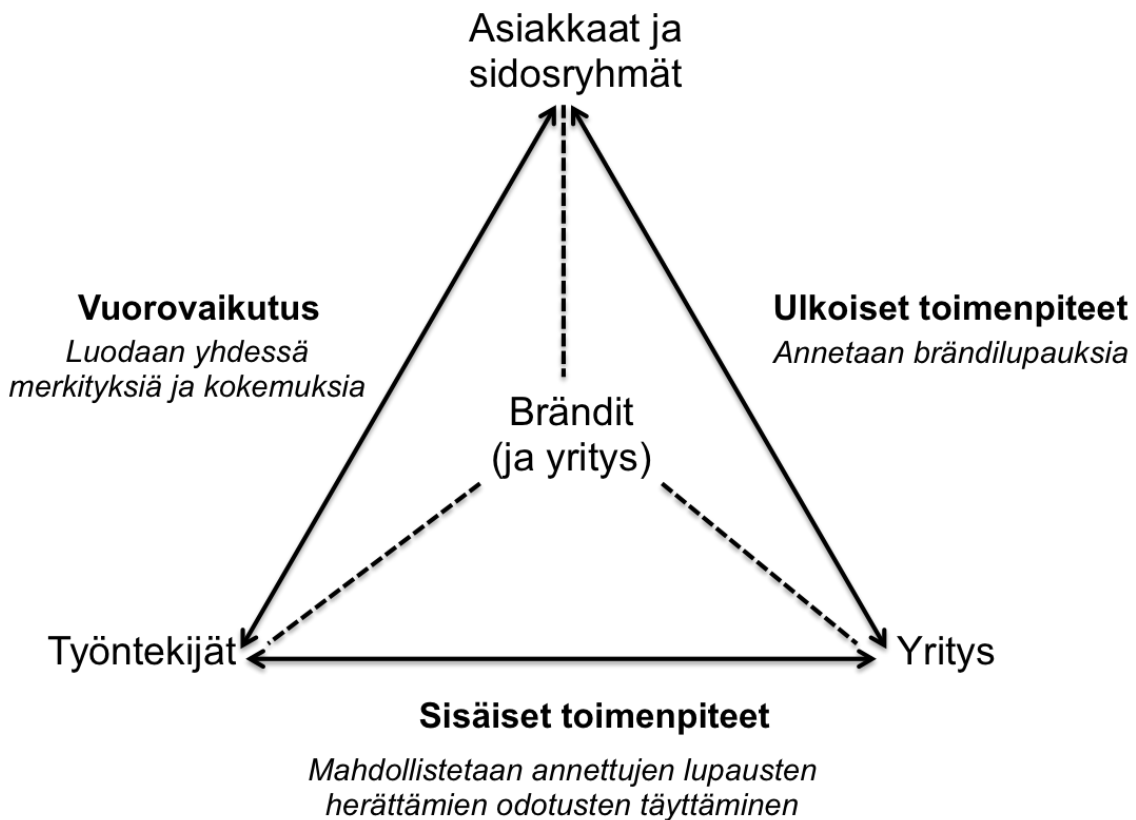 Asiakkaat ja
sidosryhmät
Vuorovaikutus
Luodaan yhdessä
merkityksiä ja kokemuksia
Ulkoiset toimenpiteet
Annetaan brändilupauksia
Brändit
(ja yritys)
Työntekijät
Yritys
Sisäiset toimenpiteet
Mahdollistetaan annettujen lupausten
herättämien odotusten täyttäminen